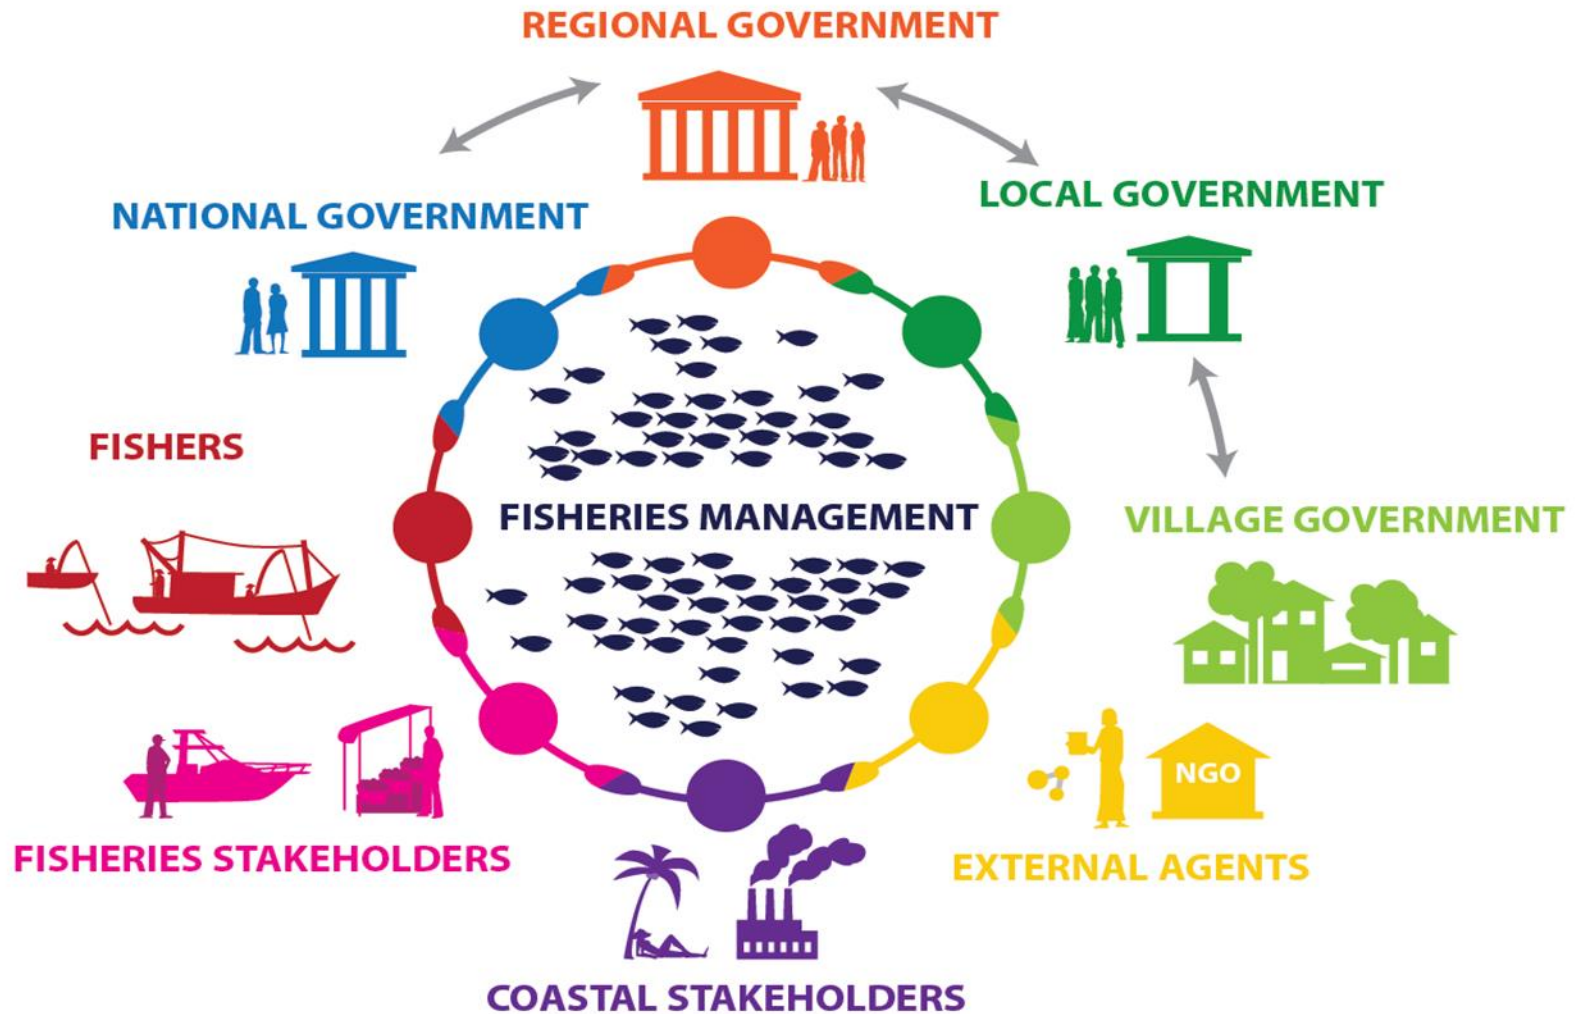 REGIONAL GOVERNMENT
LOCAL GOVERNMENT
NATIONAL GOVERNMENT
FISHERS
FISHERIES MANAGEMENT
VILLAGE GOVERNMENT
NGO
FISHERIES STAKEHOLDERS
EXTERNAL AGENTS
COASTAL STAKEHOLDERS